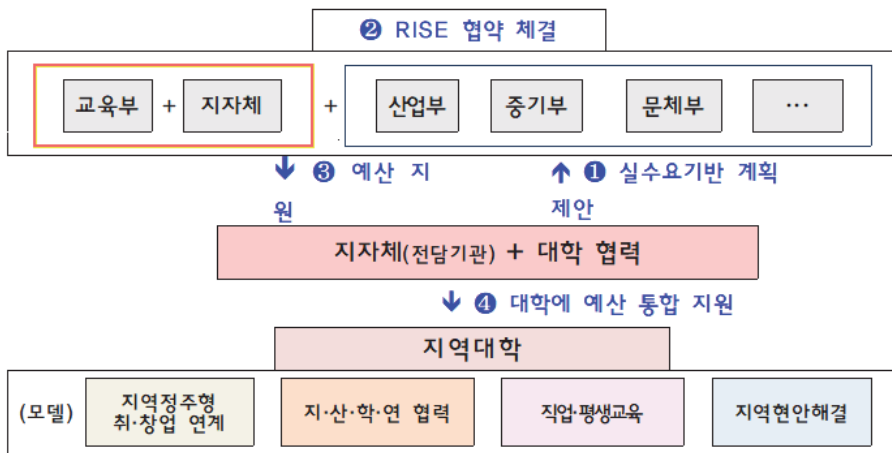 ❷ RISE 협약 체결
교육부 + 지자체 + 산업부 중기부 문체부 ···
❸ 예산 지 ❶ 실수요기반 계획
원 제안
지자체(전담기관) + 대학 협력
❹ 대학에 예산 통합 지원
지역대학
(모델)
지역정주형
취·창업 연계
지·산·학·연 협력
직업·평생교육
지역현안해결